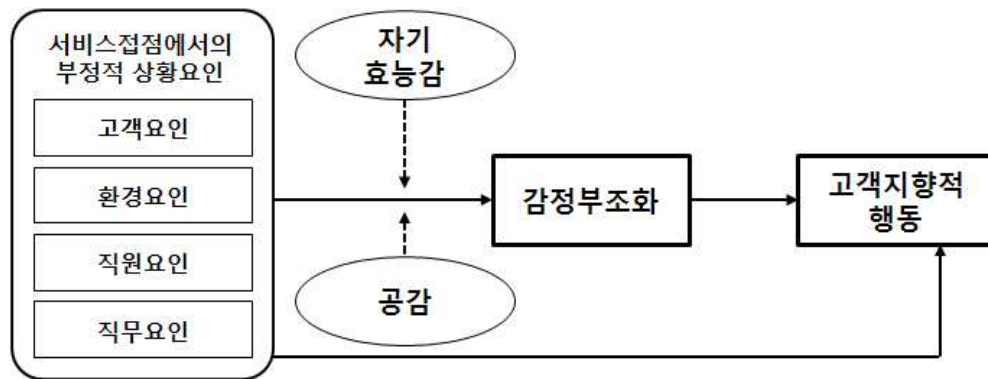 서비스접점에서의
부정적 상황요인
고객요인
환경요인
직원요인
직무요인
자기
효능감
공감
감정부조화
고객지향적
행동